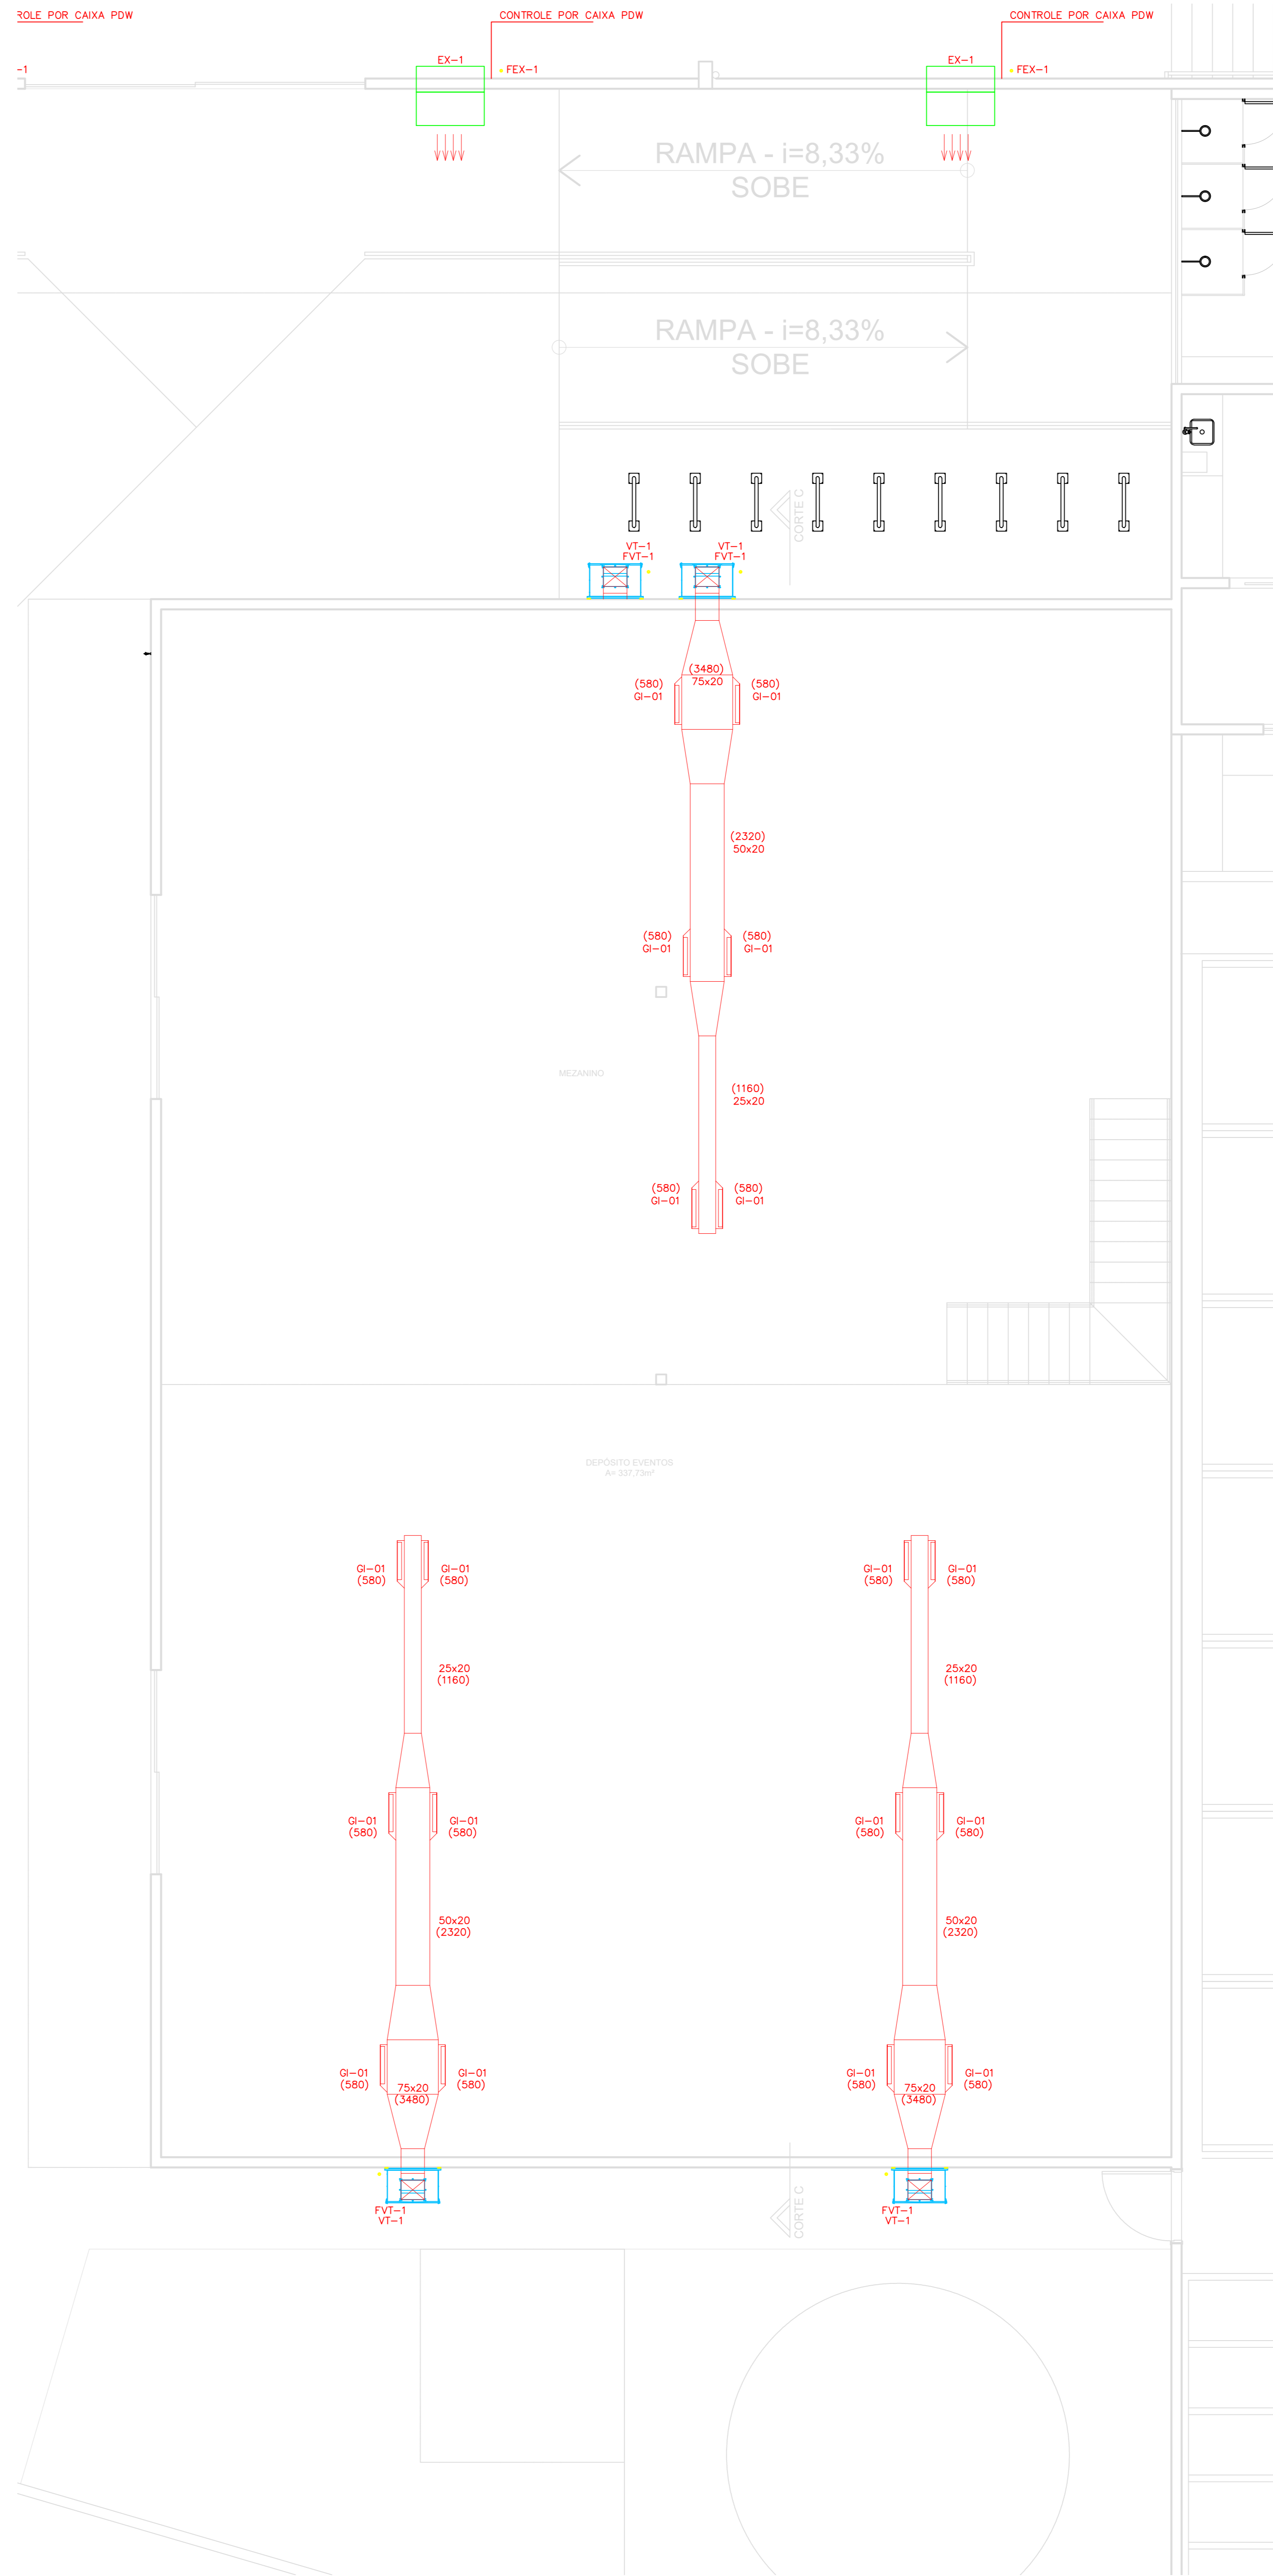 ROLE POR CAIXA PDW
CONTROLE POR CAIXA PDW
CONTROLE POR CAIXA PDW
-1
EX-1
FEX-1
EX-1
FEX-1
RAMPA - i=8,33%
SOBE
RAMPA - i=8,33%
SOBE
CORTE C
VT-1
FVT-1
VT-1
FVT-1
(3480)
75x20
(580)
GI-01
(580)
GI-01
(2320)
50x20
(580)
GI-01
(580)
GI-01
MEZANINO
(1160)
25x20
(580)
GI-01
(580)
GI-01
DEPÓSITO EVENTOS
A= 337,73m²
GI-01
(580)
GI-01
(580)
GI-01
(580)
GI-01
(580)
25x20
(1160)
25x20
(1160)
GI-01
(580)
GI-01
(580)
GI-01
(580)
GI-01
(580)
50x20
(2320)
50x20
(2320)
GI-01
(580)
GI-01
(580)
GI-01
(580)
GI-01
(580)
75x20
(3480)
75x20
(3480)
FVT-1
VT-1
FVT-1
VT-1
CORTE C